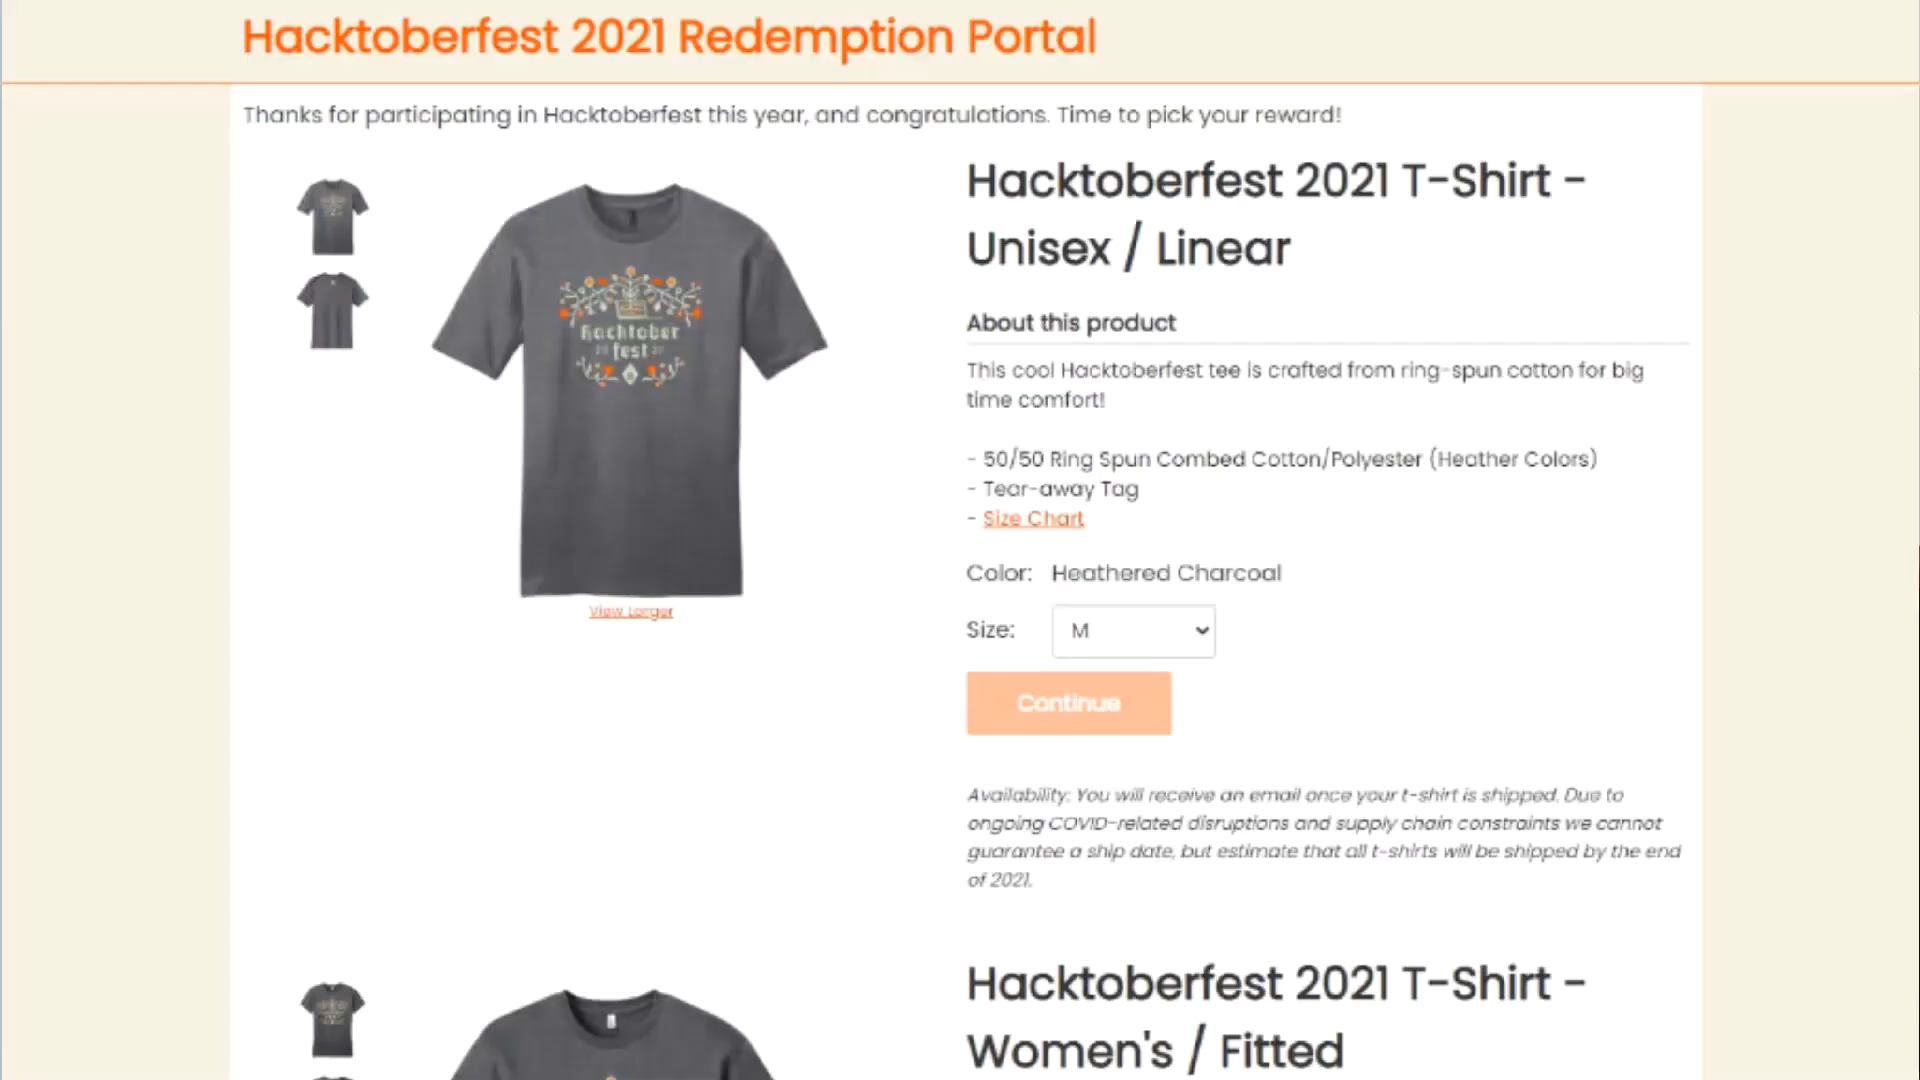 Hacktoberfest 2021 Redemption Portal
Thanks for participating in Hacktoberfest this year, and congratulations. Time to pick your reward!
Hacktoberfest 2021 T-Shirt -
Unisex / Linear
About this product
This cool Hacktoberfest tee is crafted from ring-spun cotton for big
time comfort!
- 50/50 Ring Spun Combed Cotton/Polyester (Heather Colors)
- Tear-away Tag
- Size Chart
Color: Heathered Charcoal
Size: M
Continue
Availability: You will receive an email once your t-shirt is shipped. Due to
ongoing COVID-related disruptions and supply chain constraints we cannot
guarantee a ship date, but estimate that all t-shirts will be shipped by the end
of 2021.
Hacktober
fest
View Larger
Hacktoberfest 2021 T-Shirt -
Women's / Fitted